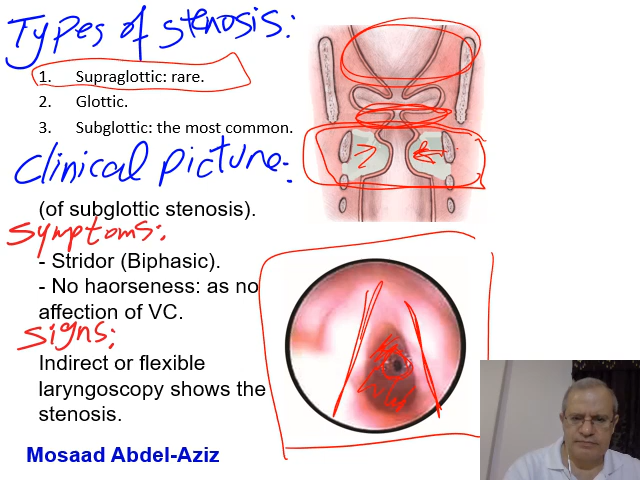 Types of stenosis:
1. Supraglottic: rare.
2. Glottic.
3. Subglottic: the most common.
Clinical picture:
(of subglottic stenosis).
Symptoms:
- Stridor (Biphasic).
- No haorseness: as no
affection of VC.
Signs:
Indirect or flexible
laryngoscopy shows the
stenosis.
Mosaad Abdel-Aziz